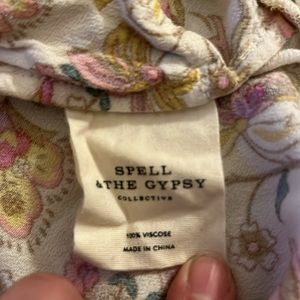 SPELL
&THE GYPSY
COLLECTIVE
100% VISCOSE
MADE IN CHINA